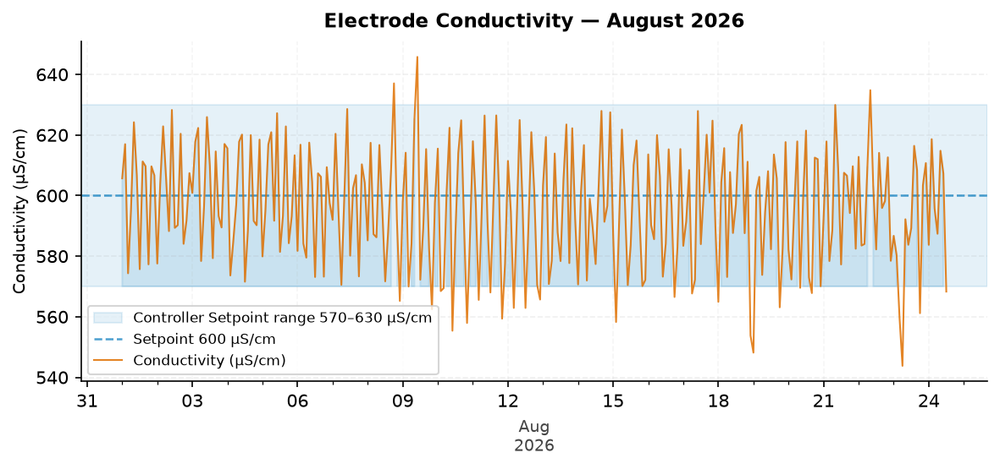 Electrode Conductivity — August 2026
Conductivity (µS/cm)
640
620
600
580
560
540
Controller Setpoint range 570–630 µS/cm
Setpoint 600 µS/cm
Conductivity (µS/cm)
31 03 06 09 12 15 18 21 24
Aug
2026